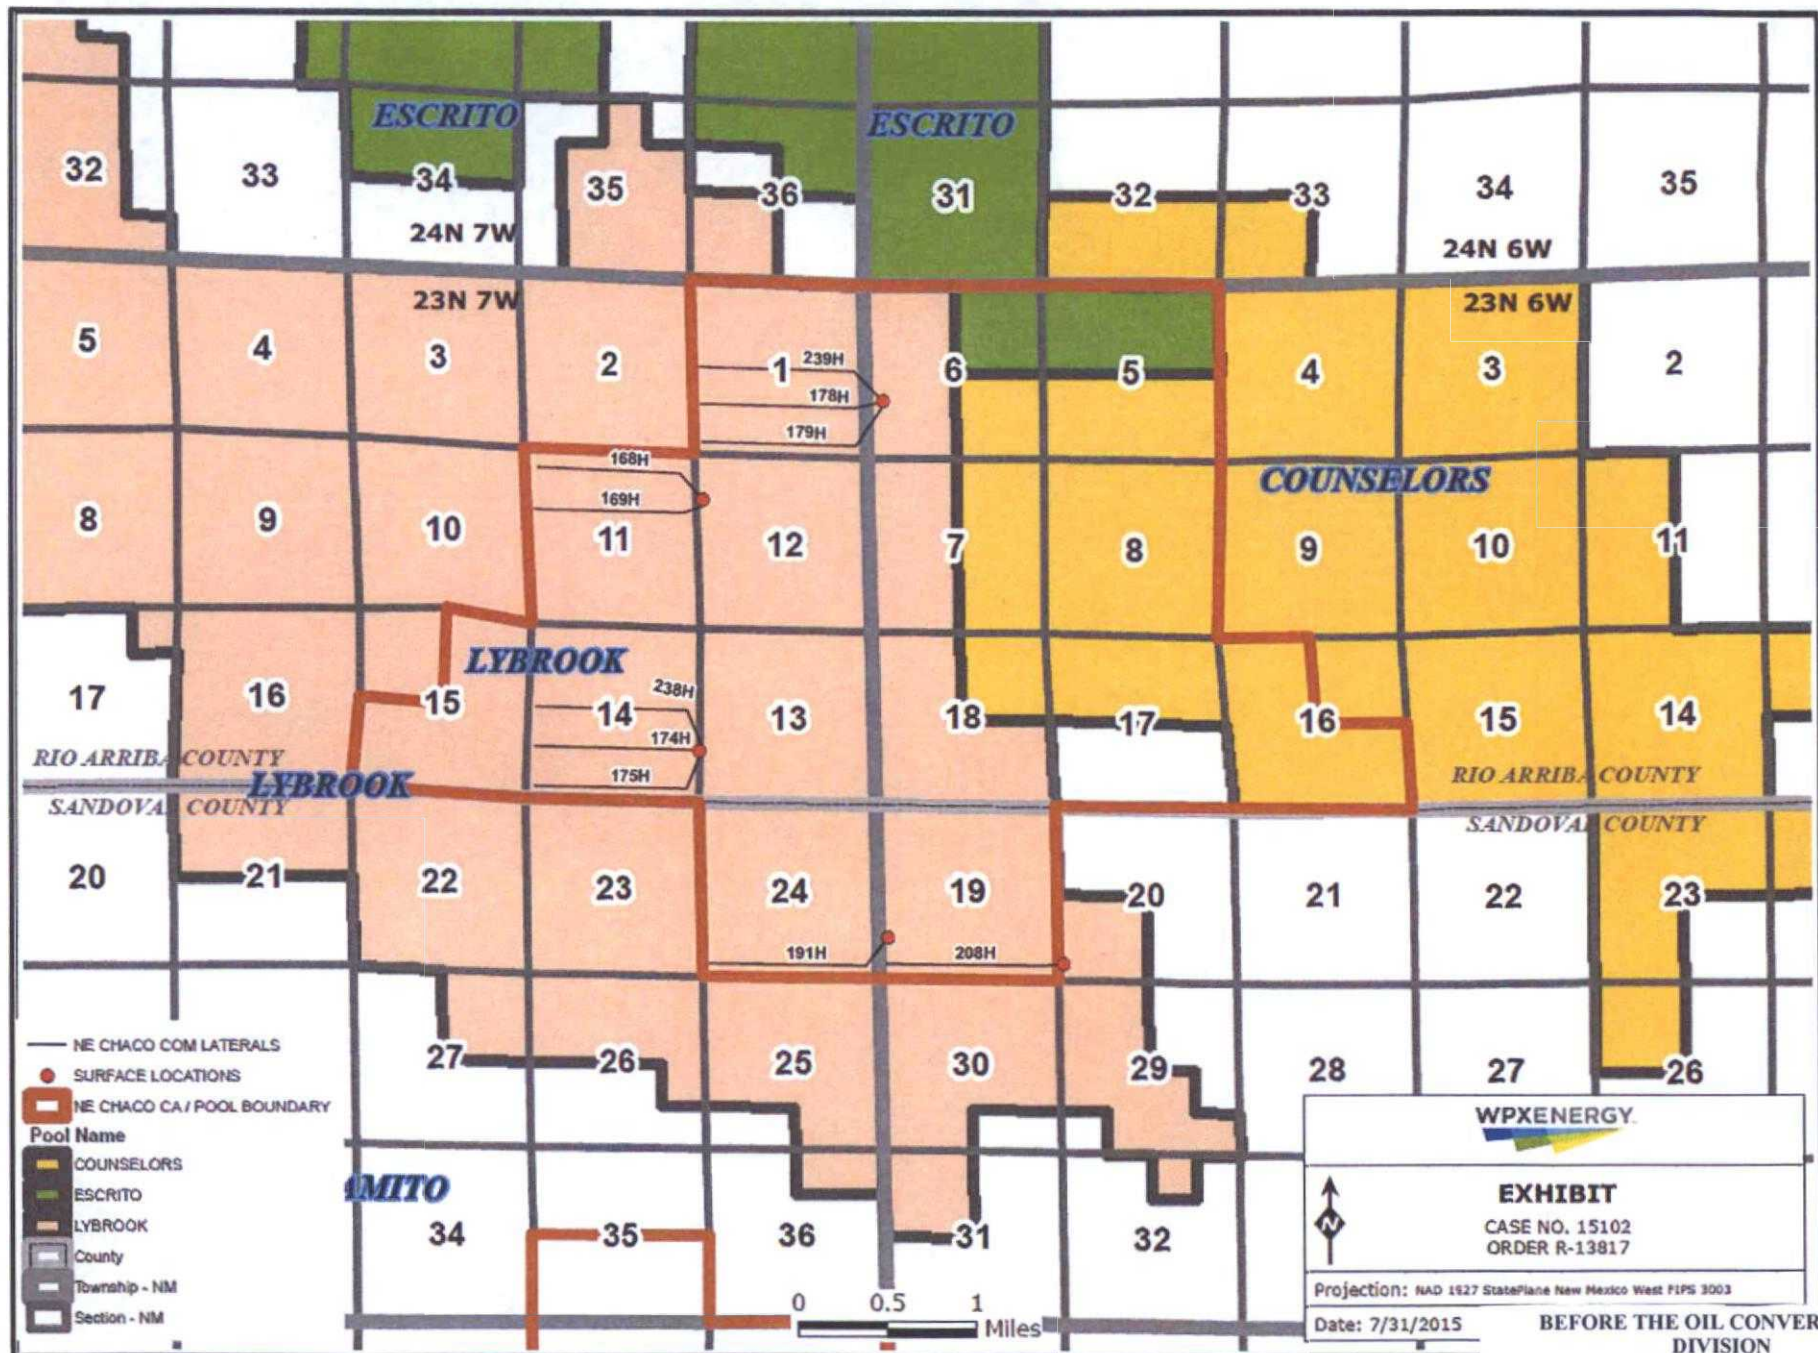 ESCRITO
ESCRITO
32
33
34
35
36
31
32
33
34
35
24N 7W
24N 6W
23N 7W
23N 6W
5
4
3
2
1
239H
6
5
4
3
2
178H
179H
168H
169H
COUNSELORS
8
9
10
11
12
7
8
9
10
11
LYBROOK
17
16
15
238H
14
13
18
17
16
15
14
174H
175H
RIO ARRIBA COUNTY
RIO ARRIBA COUNTY
LYBROOK
SANDOVAL COUNTY
SANDOVAL COUNTY
20
21
22
23
24
19
20
21
22
23
191H
208H
27
26
25
30
29
28
27
26
NE CHACO COM LATERALS
SURFACE LOCATIONS
NE CHACO CA / POOL BOUNDARY
Pool Name
COUNSELORS
ESCRITO
LYBROOK
County
Township - NM
Section - NM
AMITO
34
35
36
31
32
0 0.5 1
Miles
WPXENERGY.
EXHIBIT
CASE NO. 15102
ORDER R-13817
N
Projection: NAD 1927 StatePlane New Mexico West FIPS 3003
Date: 7/31/2015
BEFORE THE OIL CONVER
DIVISION